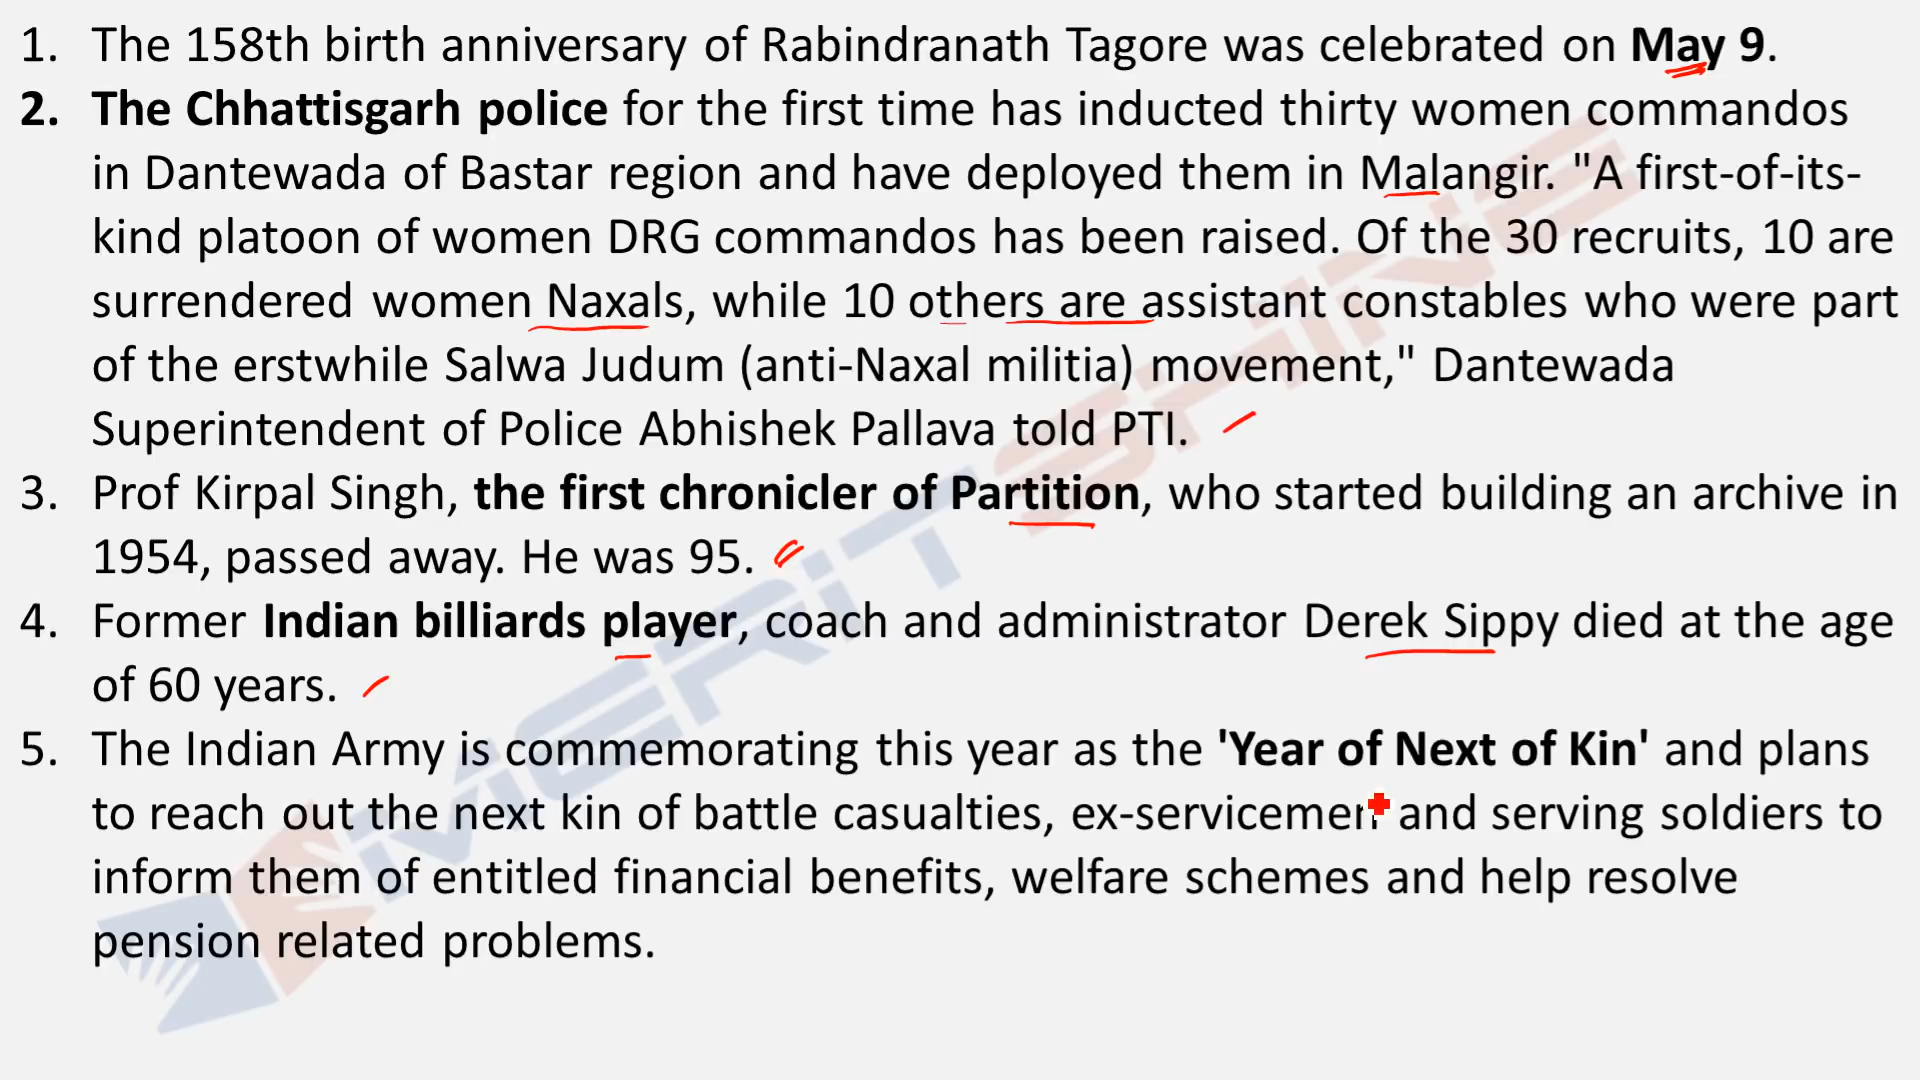 1. The 158th birth anniversary of Rabindranath Tagore was celebrated on May 9.
2. The Chhattisgarh police for the first time has inducted thirty women commandos
in Dantewada of Bastar region and have deployed them in Malangir. "A first-of-its-
kind platoon of women DRG commandos has been raised. Of the 30 recruits, 10 are
surrendered women Naxals, while 10 others are assistant constables who were part
of the erstwhile Salwa Judum (anti-Naxal militia) movement," Dantewada
Superintendent of Police Abhishek Pallava told PTI.
3. Prof Kirpal Singh, the first chronicler of Partition, who started building an archive in
1954, passed away. He was 95.
4. Former Indian billiards player, coach and administrator Derek Sippy died at the age
of 60 years.
5. The Indian Army is commemorating this year as the 'Year of Next of Kin' and plans
to reach out the next kin of battle casualties, ex-servicemen and serving soldiers to
inform them of entitled financial benefits, welfare schemes and help resolve
pension related problems.